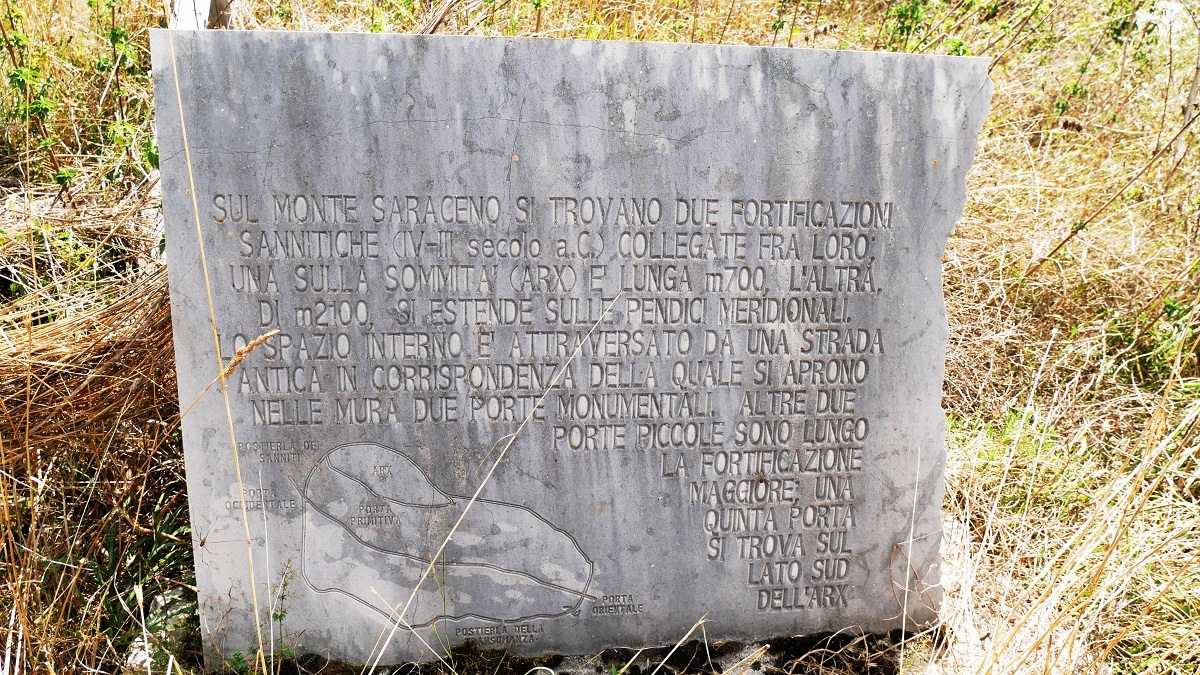 SUL MONTE SARACENO SI TROVANO DUE FORTIFICAZIONI
SANNITICHE (IV-III secolo a.C.) COLLEGATE FRA LORO;
UNA SULLA SOMMITA' (ARX) E' LUNGA m700, L'ALTRA,
DI m2100, SI ESTENDE SULLE PENDICI MERIDIONALI.
LO SPAZIO INTERNO E' ATTRAVERSATO DA UNA STRADA
ANTICA IN CORRISPONDENZA DELLA QUALE SI APRONO
NELLE MURA DUE PORTE MONUMENTALI. ALTRE DUE
PORTE PICCOLE SONO LUNGO
LA FORTIFICAZIONE
MAGGIORE; UNA
QUINTA PORTA
SI TROVA SUL
LATO SUD
DELL'ARX
POSTIERLA DEI
SANNITI
ARX
PORTA
OCCIDENTALE
PORTA
PRIMITIVA
PORTA
ORIENTALE
POSTIERLA DELLA